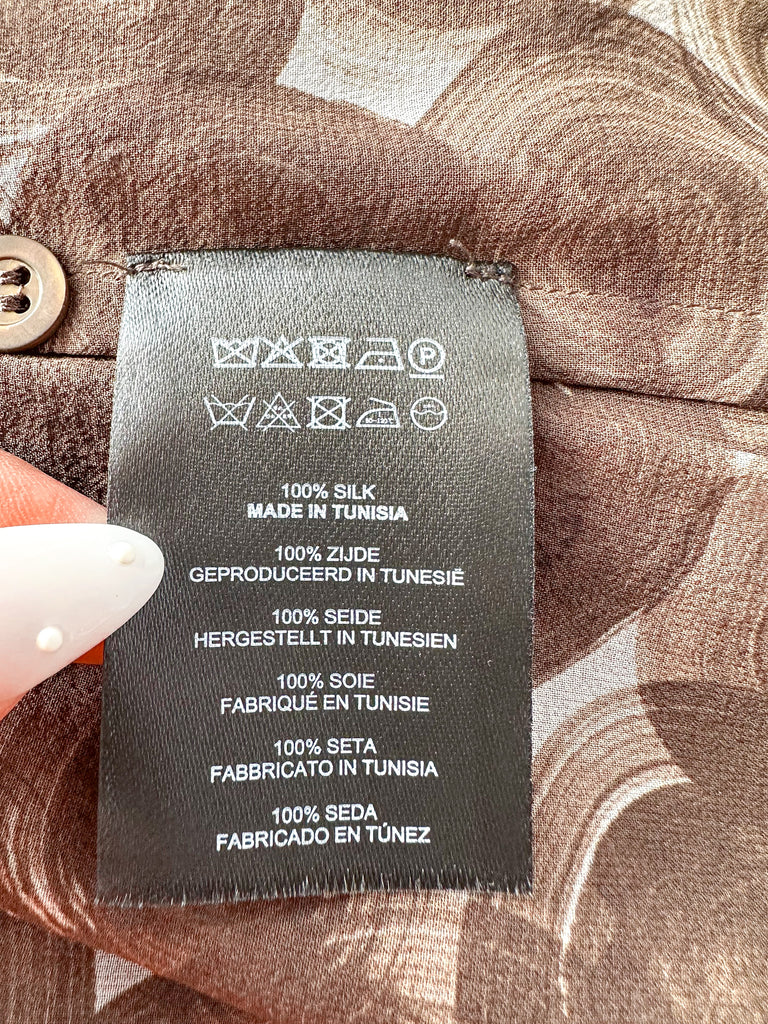 P
100% SILK
MADE IN TUNISIA
100% ZIJDE
GEPRODUCEERD IN TUNESIË
100% SEIDE
HERGESTELLT IN TUNESIEN
100% SOIE
FABRIQUÉ EN TUNISIE
100% SETA
FABBRICATO IN TUNISIA
100% SEDA
FABRICADO EN TÚNEZ